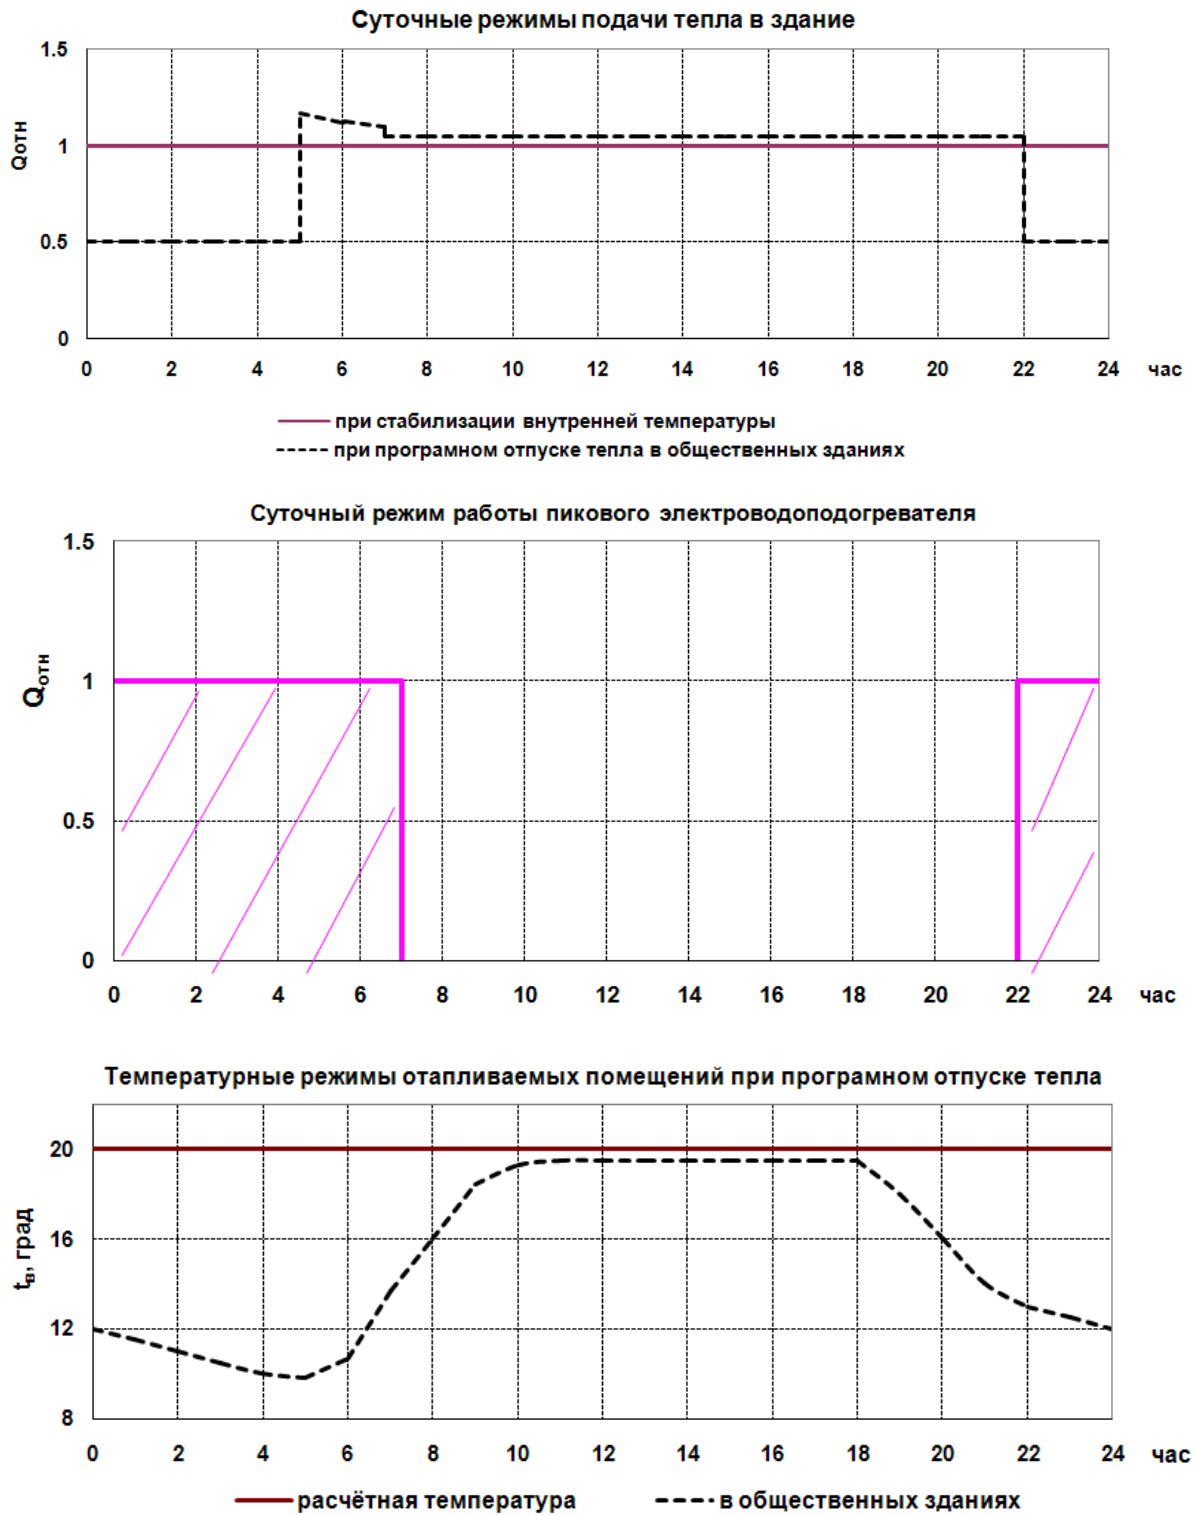 Суточные режимы подачи тепла в здание
1.5
Qотн
1
0.5
0
0 2 4 6 8 10 12 14 16 18 20 22 24 час
при стабилизации внутренней температуры
при програмном отпуске тепла в общественных зданиях
Суточный режим работы пикового электроводоподогревателя
1.5
Qотн
1
0.5
0
0 2 4 6 8 10 12 14 16 18 20 22 24 час
Температурные режимы отапливаемых помещений при програмном отпуске тепла
20
16
tв, град
12
8
0 2 4 6 8 10 12 14 16 18 20 22 24 час
расчётная температура
в общественных зданиях